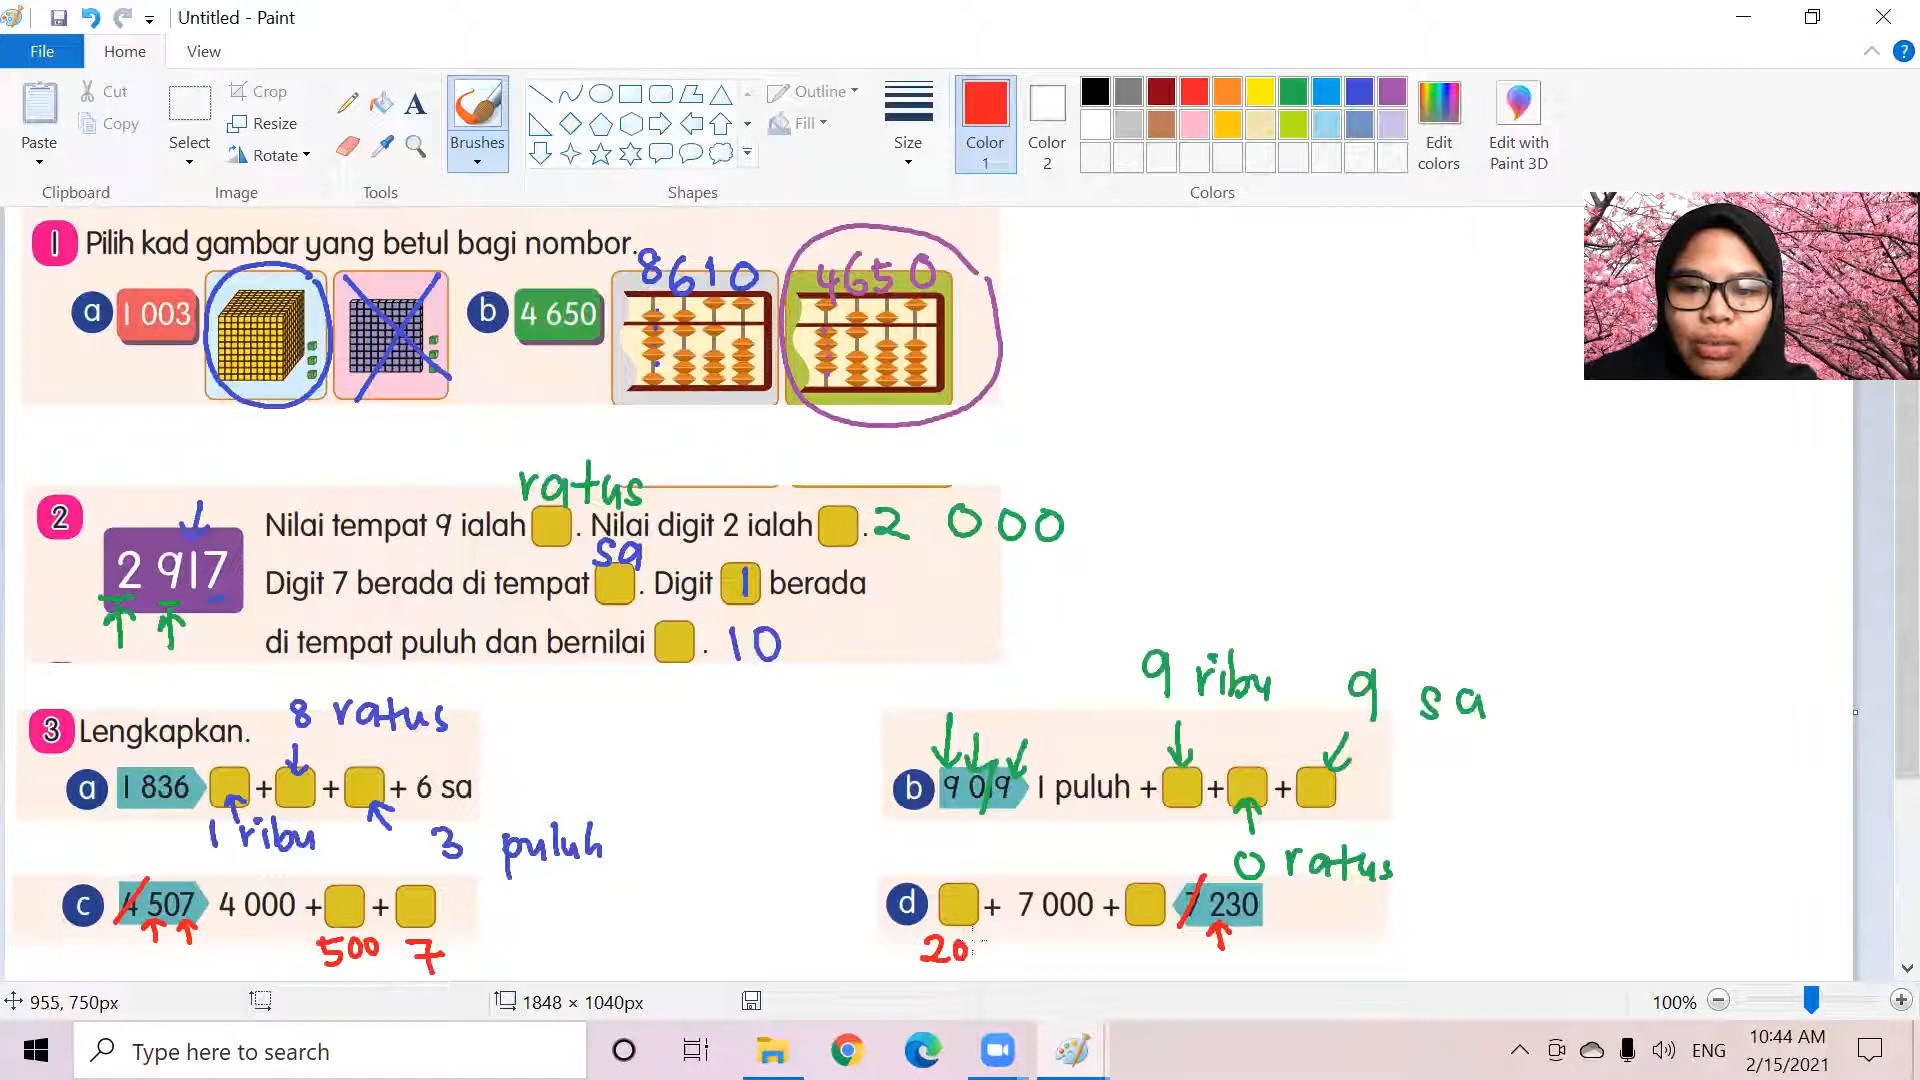 Untitled - Paint
File Home View
Paste Cut Copy Clipboard
Select Crop Resize Rotate Image
Tools
Brushes
Shapes Outline Fill
Size
Color 1 Color 2
Colors
Edit colors
Edit with Paint 3D
1 Pilih kad gambar yang betul bagi nombor.
8610 4650
a 1 003 b 4 650
ratus
2 2 917 Nilai tempat 9 ialah . Nilai digit 2 ialah . 2 000
sa
Digit 7 berada di tempat . Digit 1 berada
di tempat puluh dan bernilai . 10
3 Lengkapkan.
8 ratus
a 1 836 + + + 6 sa
1 ribu 3 puluh
9 ribu 9 sa
b 9 019 1 puluh + + +
0 ratus
c 4 507 4 000 + +
500 7
d + 7 000 + 7 230
20
955, 750px 1848 × 1040px 100%
Type here to search
ENG 10:44 AM
2/15/2021